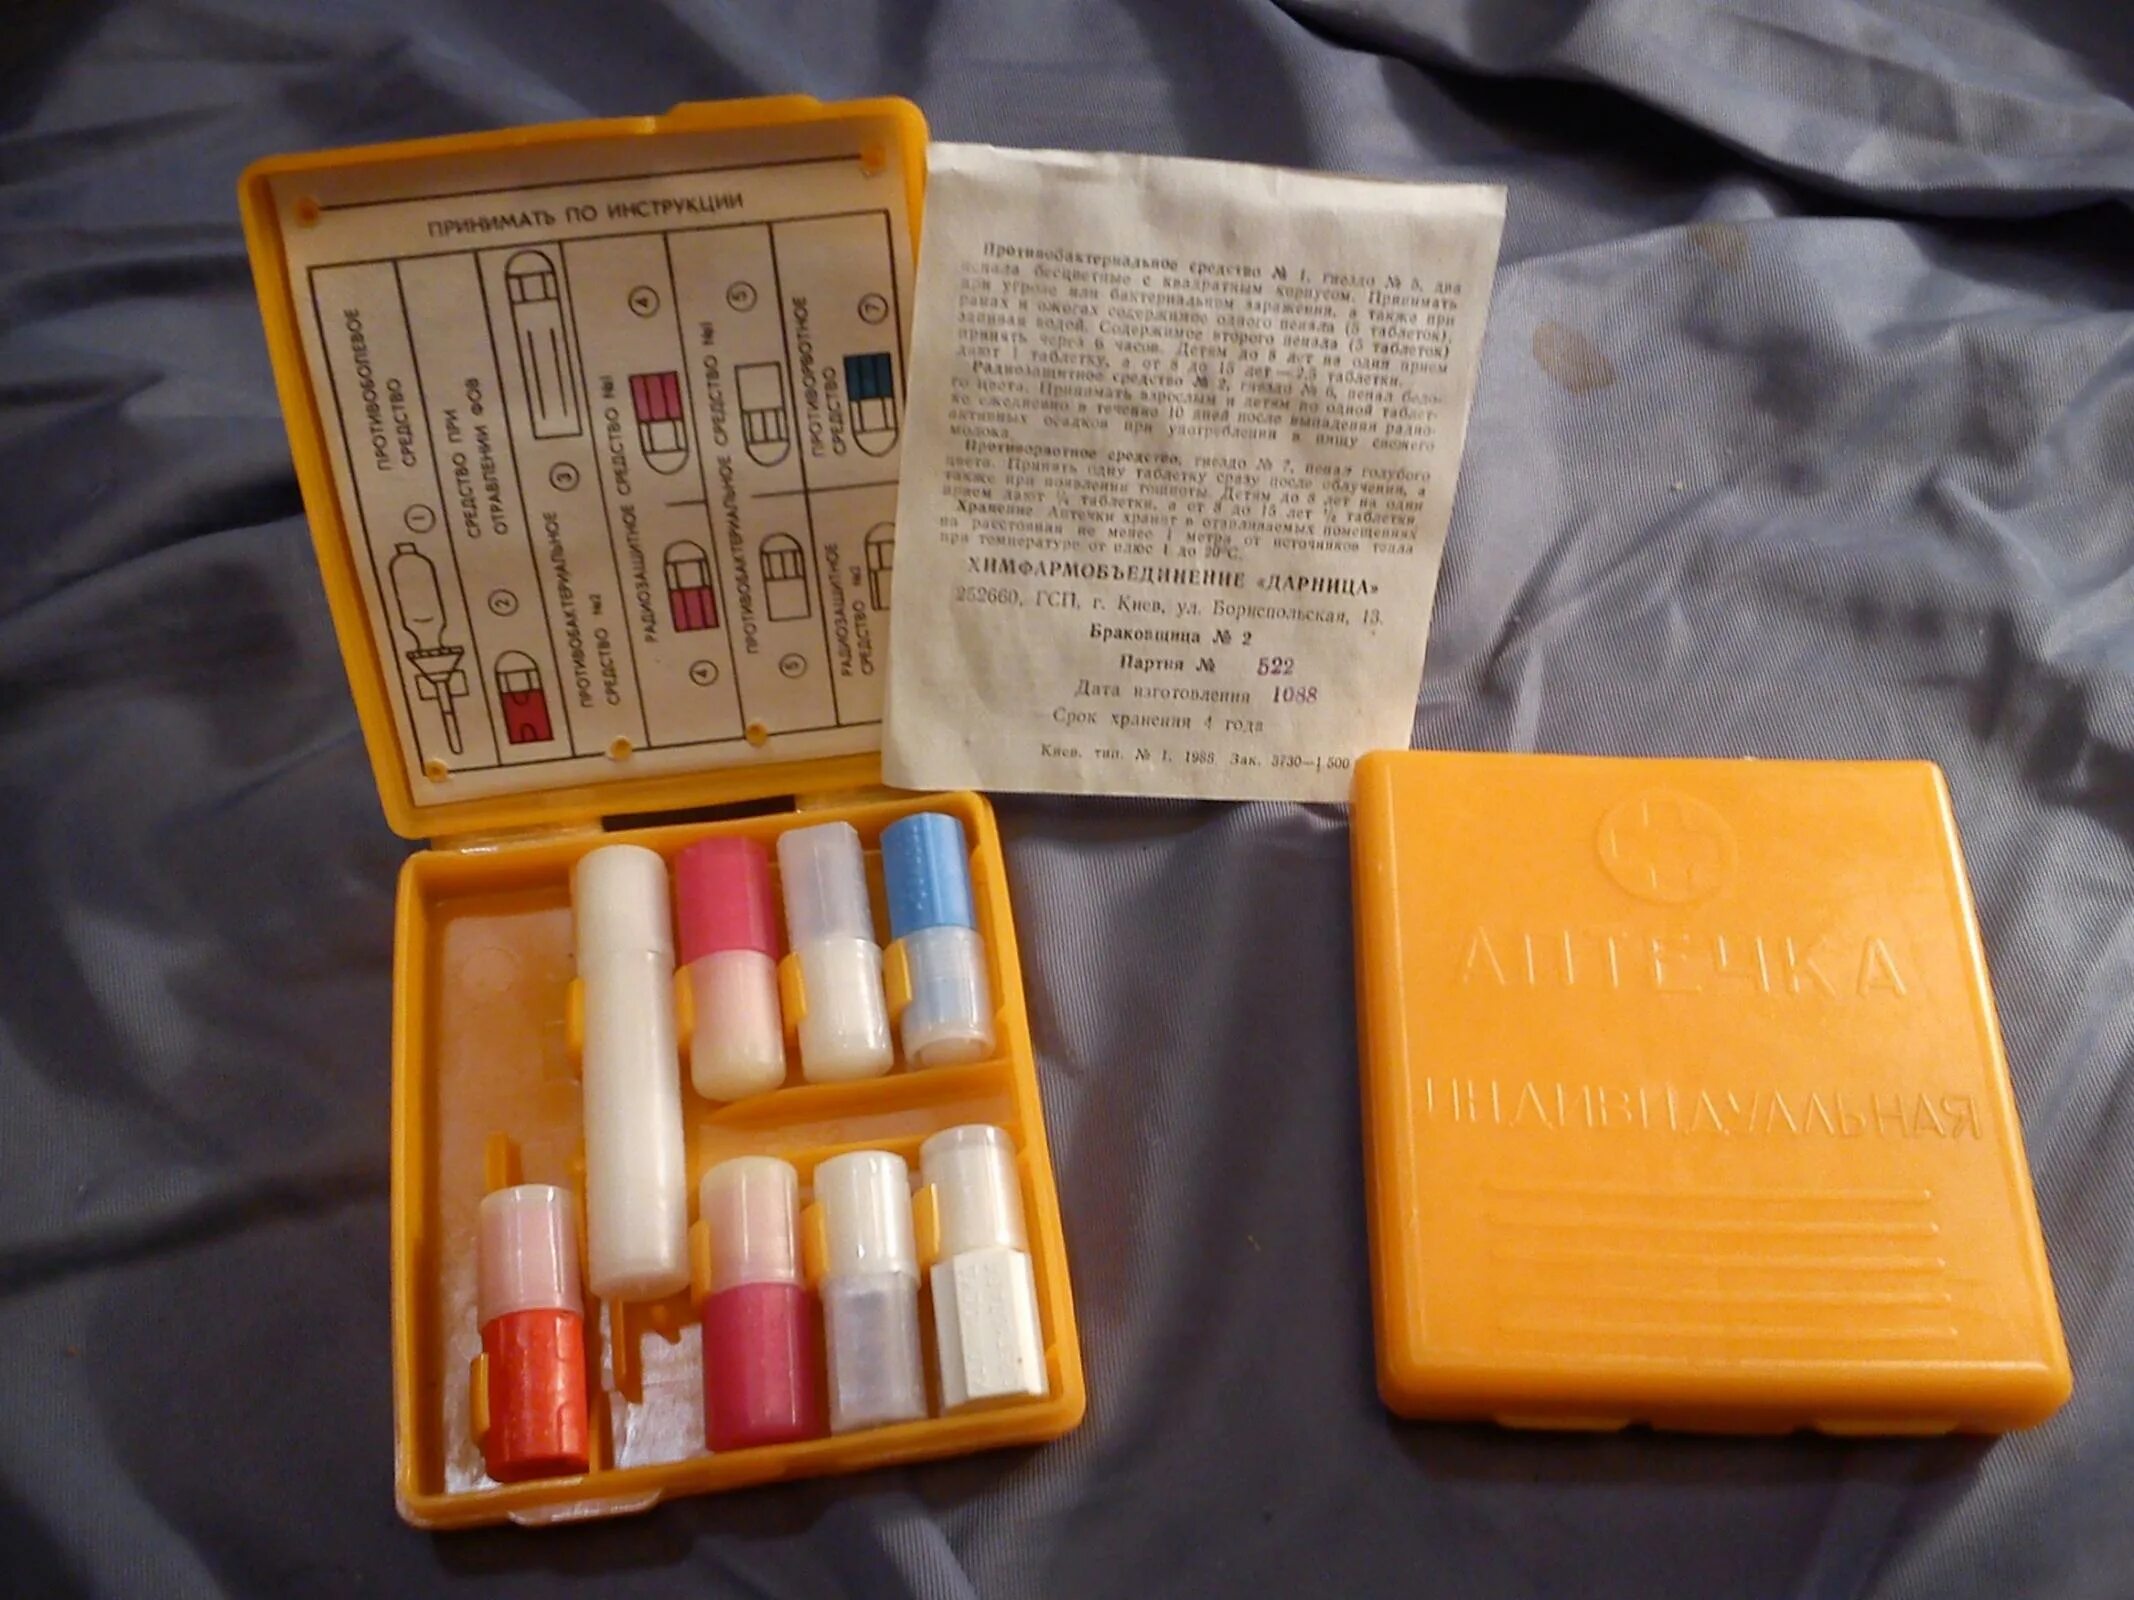 ПРИНИМАТЬ ПО ИНСТРУКЦИИ
ПРОТИВОБОЛЕВОЕ
СРЕДСТВО
1
СРЕДСТВО ПРИ
ОТРАВЛЕНИИ ФОВ
2
ПРОТИВОБАКТЕРИАЛЬНОЕ
СРЕДСТВО №2
3
РАДИОЗАЩИТНОЕ СРЕДСТВО №1
4
4
ПРОТИВОБАКТЕРИАЛЬНОЕ СРЕДСТВО №1
5
5
РАДИОЗАЩИТНОЕ
СРЕДСТВО №2
ПРОТИВОРВОТНОЕ
СРЕДСТВО
7
Противобактериальное средство № 1, гнездо № 5, два
пенала бесцветные с квадратным корпусом. Принимать
при угрозе или бактериальном заражении, а также при
ранах и ожогах содержимое одного пенала (5 таблеток),
запивая водой. Содержимое второго пенала (5 таблеток)
принять через 6 часов. Детям до 8 лет на один прием
дают 1 таблетку, а от 8 до 15 лет — 2,5 таблетки.
Радиозащитное средство № 2, гнездо № 6, пенал бело-
го цвета. Принимать взрослым и детям по одной таблет-
ке ежедневно в течение 10 дней после выпадения радио-
активных осадков при употреблении в пищу свежего
молока.
Противорвотное средство, гнездо № 7, пенал голубого
цвета. Принять одну таблетку сразу после облучения, а
также при появлении тошноты. Детям до 8 лет на один
прием дают ¼ таблетки, а от 8 до 15 лет ½ таблетки.
Хранение. Аптечки хранят в отапливаемых помещениях
на расстоянии не менее 1 метра от источников тепла
при температуре от плюс 1 до 20°С.
ХИМФАРМОБЪЕДИНЕНИЕ «ДАРНИЦА»
252660, ГСП, г. Киев, ул. Бориспольская, 13.
Браковщица № 2
Партия № 522
Дата изготовления 1088
Срок хранения 4 года
Киев. тип. № 1. 1988 Зак. 3730—1 500
АПТЕЧКА
ИНДИВИДУАЛЬНАЯ